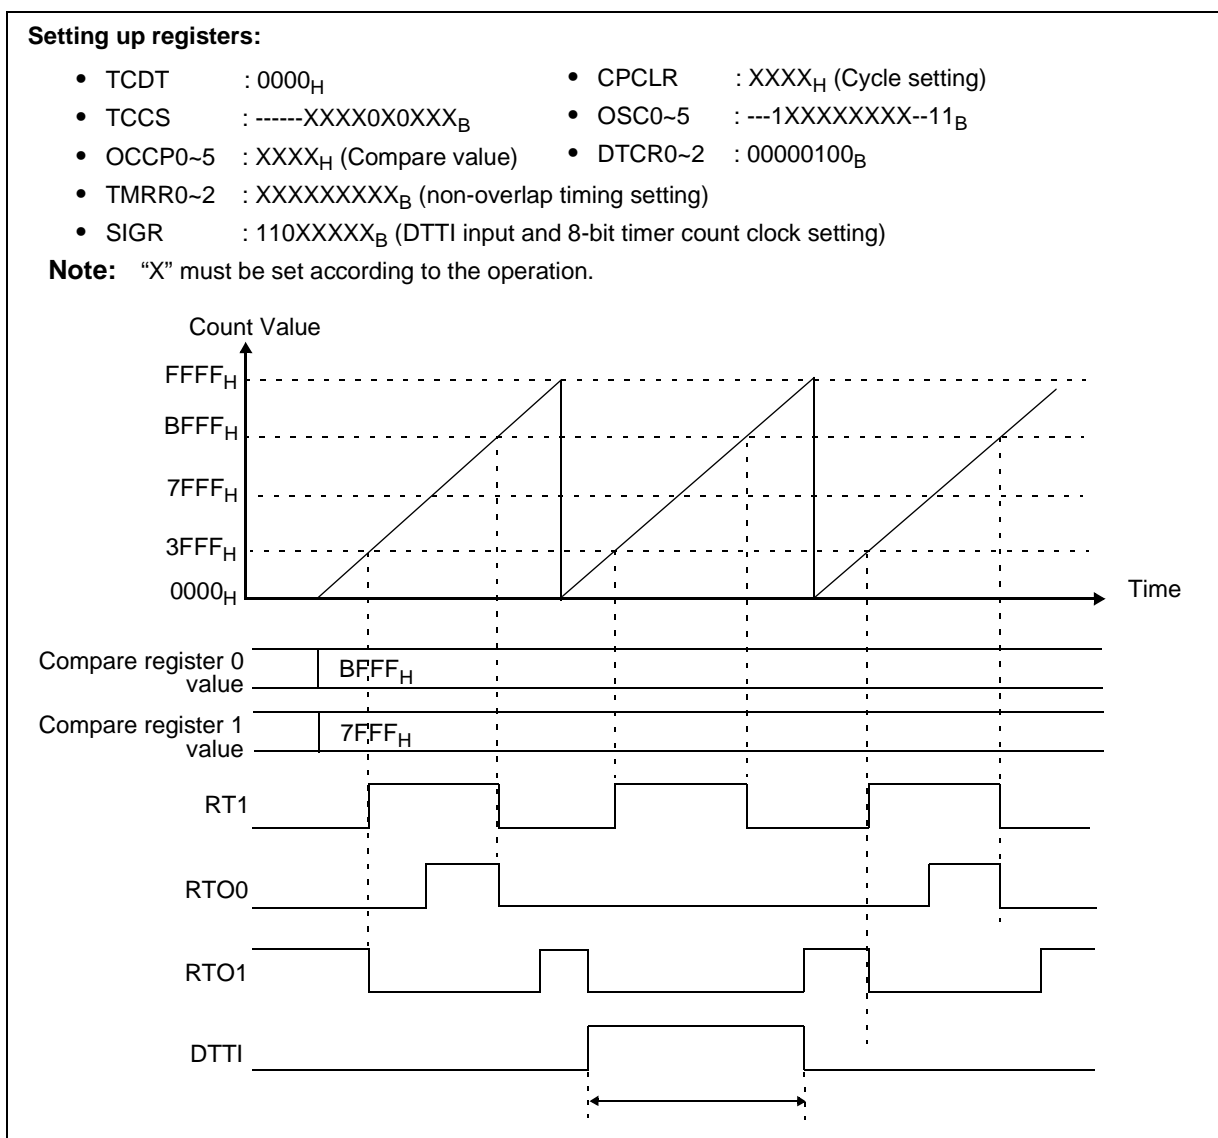 Setting up registers:
• TCDT : 0000H • CPCLR : XXXXH (Cycle setting)
• TCCS : ------XXXX0X0XXXB • OSC0~5 : ---1XXXXXXXX--11B
• OCCP0~5 : XXXXH (Compare value) • DTCR0~2 : 00000100B
• TMRR0~2 : XXXXXXXXXB (non-overlap timing setting)
• SIGR : 110XXXXXB (DTTI input and 8-bit timer count clock setting)
Note: “X” must be set according to the operation.
Count Value
FFFFH
BFFFH
7FFFH
3FFFH
0000H
Time
Compare register 0
value
BFFFH
Compare register 1
value
7FFFH
RT1
RTO0
RTO1
DTTI